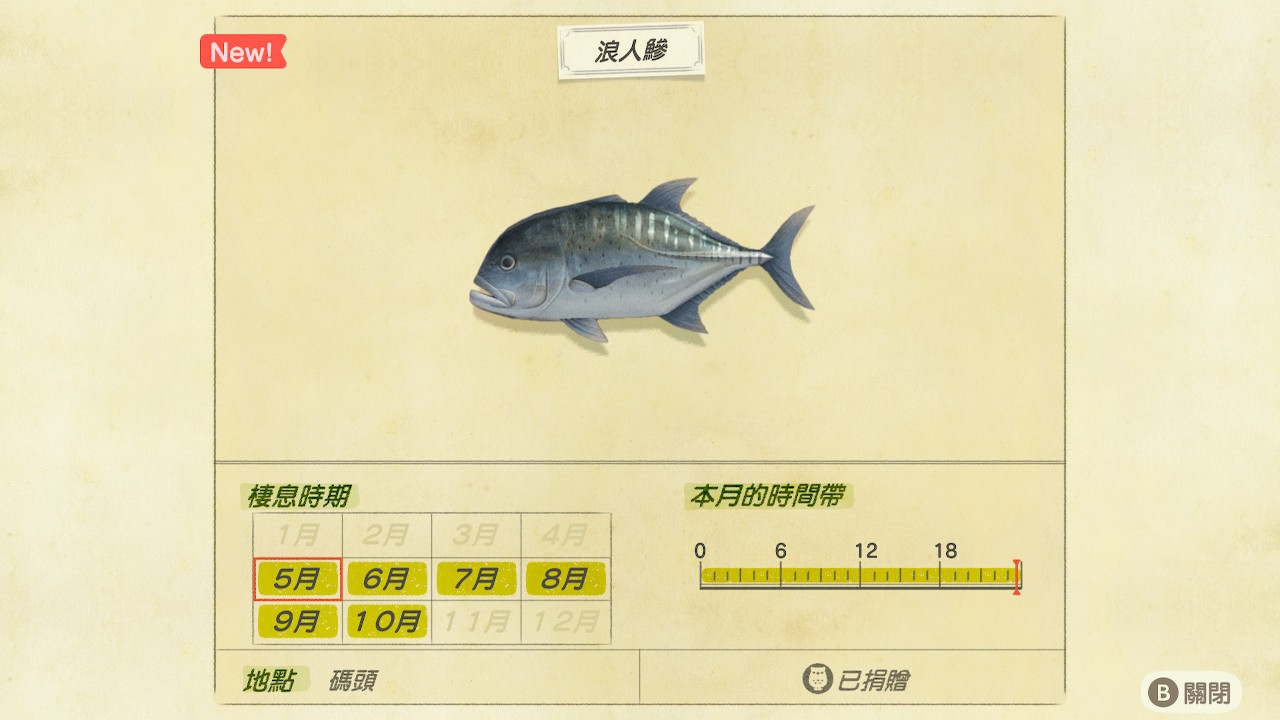 New!
浪人鰺
棲息時期
1月 2月 3月 4月
5月 6月 7月 8月
9月 10月 11月 12月
本月的時間帶
0 6 12 18
地點 碼頭
已捐贈
B 關閉